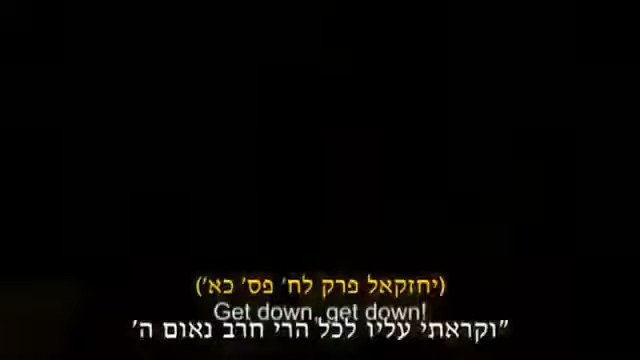 (יחזקאל פרק לח' פס' כא')
Get down, get down!
"וקראתי עליו לכל הרי חרב נאום ה'